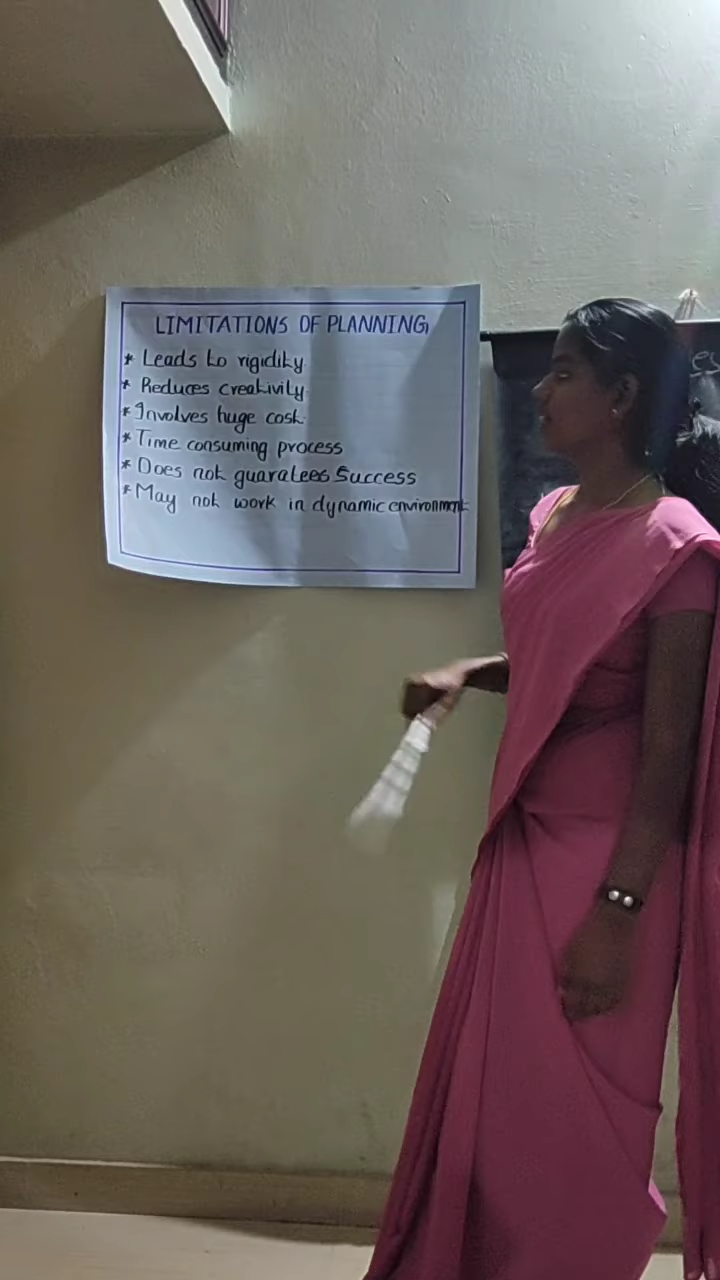 LIMITATIONS OF PLANNING
* Leads to rigidity
* Reduces creativity
* Involves huge cost
* Time consuming process
* Does not guaratees Success
* May not work in dynamic environment